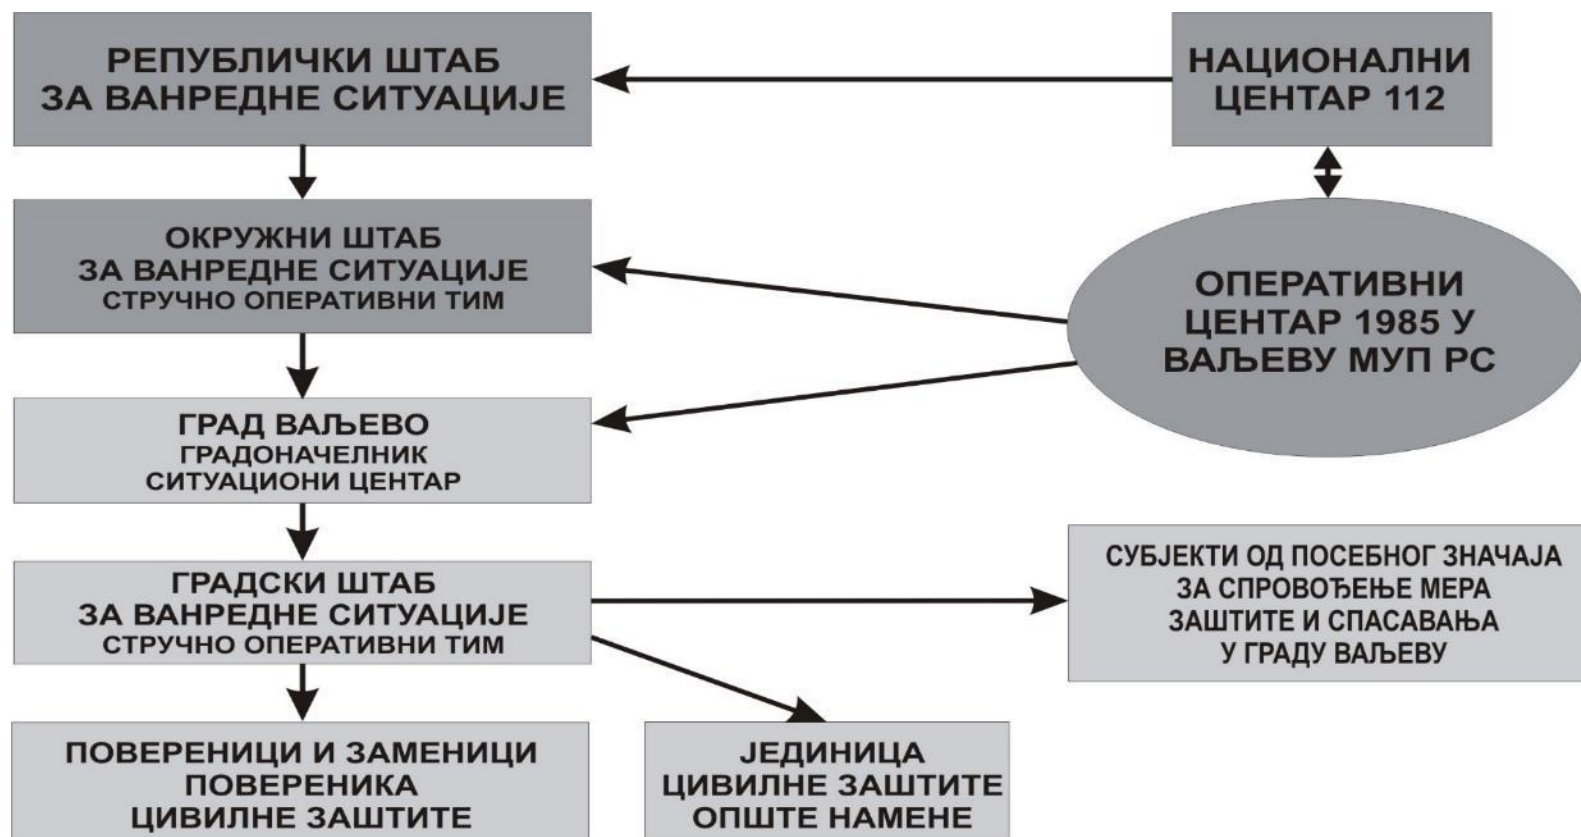 РЕПУБЛИЧКИ ШТАБ
ЗА ВАНРЕДНЕ СИТУАЦИЈЕ
НАЦИОНАЛНИ
ЦЕНТАР 112
ОКРУЖНИ ШТАБ
ЗА ВАНРЕДНЕ СИТУАЦИЈЕ
СТРУЧНО ОПЕРАТИВНИ ТИМ
ОПЕРАТИВНИ
ЦЕНТАР 1985 У
ВАЉЕВУ МУП РС
ГРАД ВАЉЕВО
ГРАДОНАЧЕЛНИК
СИТУАЦИОНИ ЦЕНТАР
ГРАДСКИ ШТАБ
ЗА ВАНРЕДНЕ СИТУАЦИЈЕ
СТРУЧНО ОПЕРАТИВНИ ТИМ
СУБЈЕКТИ ОД ПОСЕБНОГ ЗНАЧАЈА
ЗА СПРОВОЂЕЊЕ МЕРА
ЗАШТИТЕ И СПАСАВАЊА
У ГРАДУ ВАЉЕВУ
ПОВЕРЕНИЦИ И ЗАМЕНИЦИ
ПОВЕРЕНИКА
ЦИВИЛНЕ ЗАШТИТЕ
ЈЕДИНИЦА
ЦИВИЛНЕ ЗАШТИТЕ
ОПШТЕ НАМЕНЕ